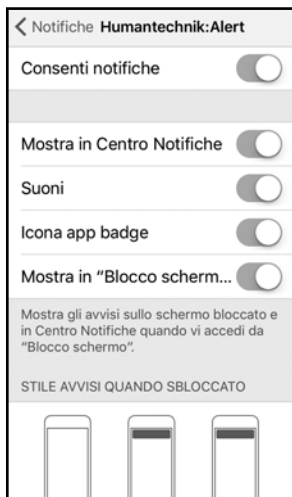 Notifiche Humantechnik:Alert
Consenti notifiche
Mostra in Centro Notifiche
Suoni
Icona app badge
Mostra in “Blocco scherm...
Mostra gli avvisi sullo schermo bloccato e
in Centro Notifiche quando vi accedi da
“Blocco schermo”.
STILE AVVISI QUANDO SBLOCCATO